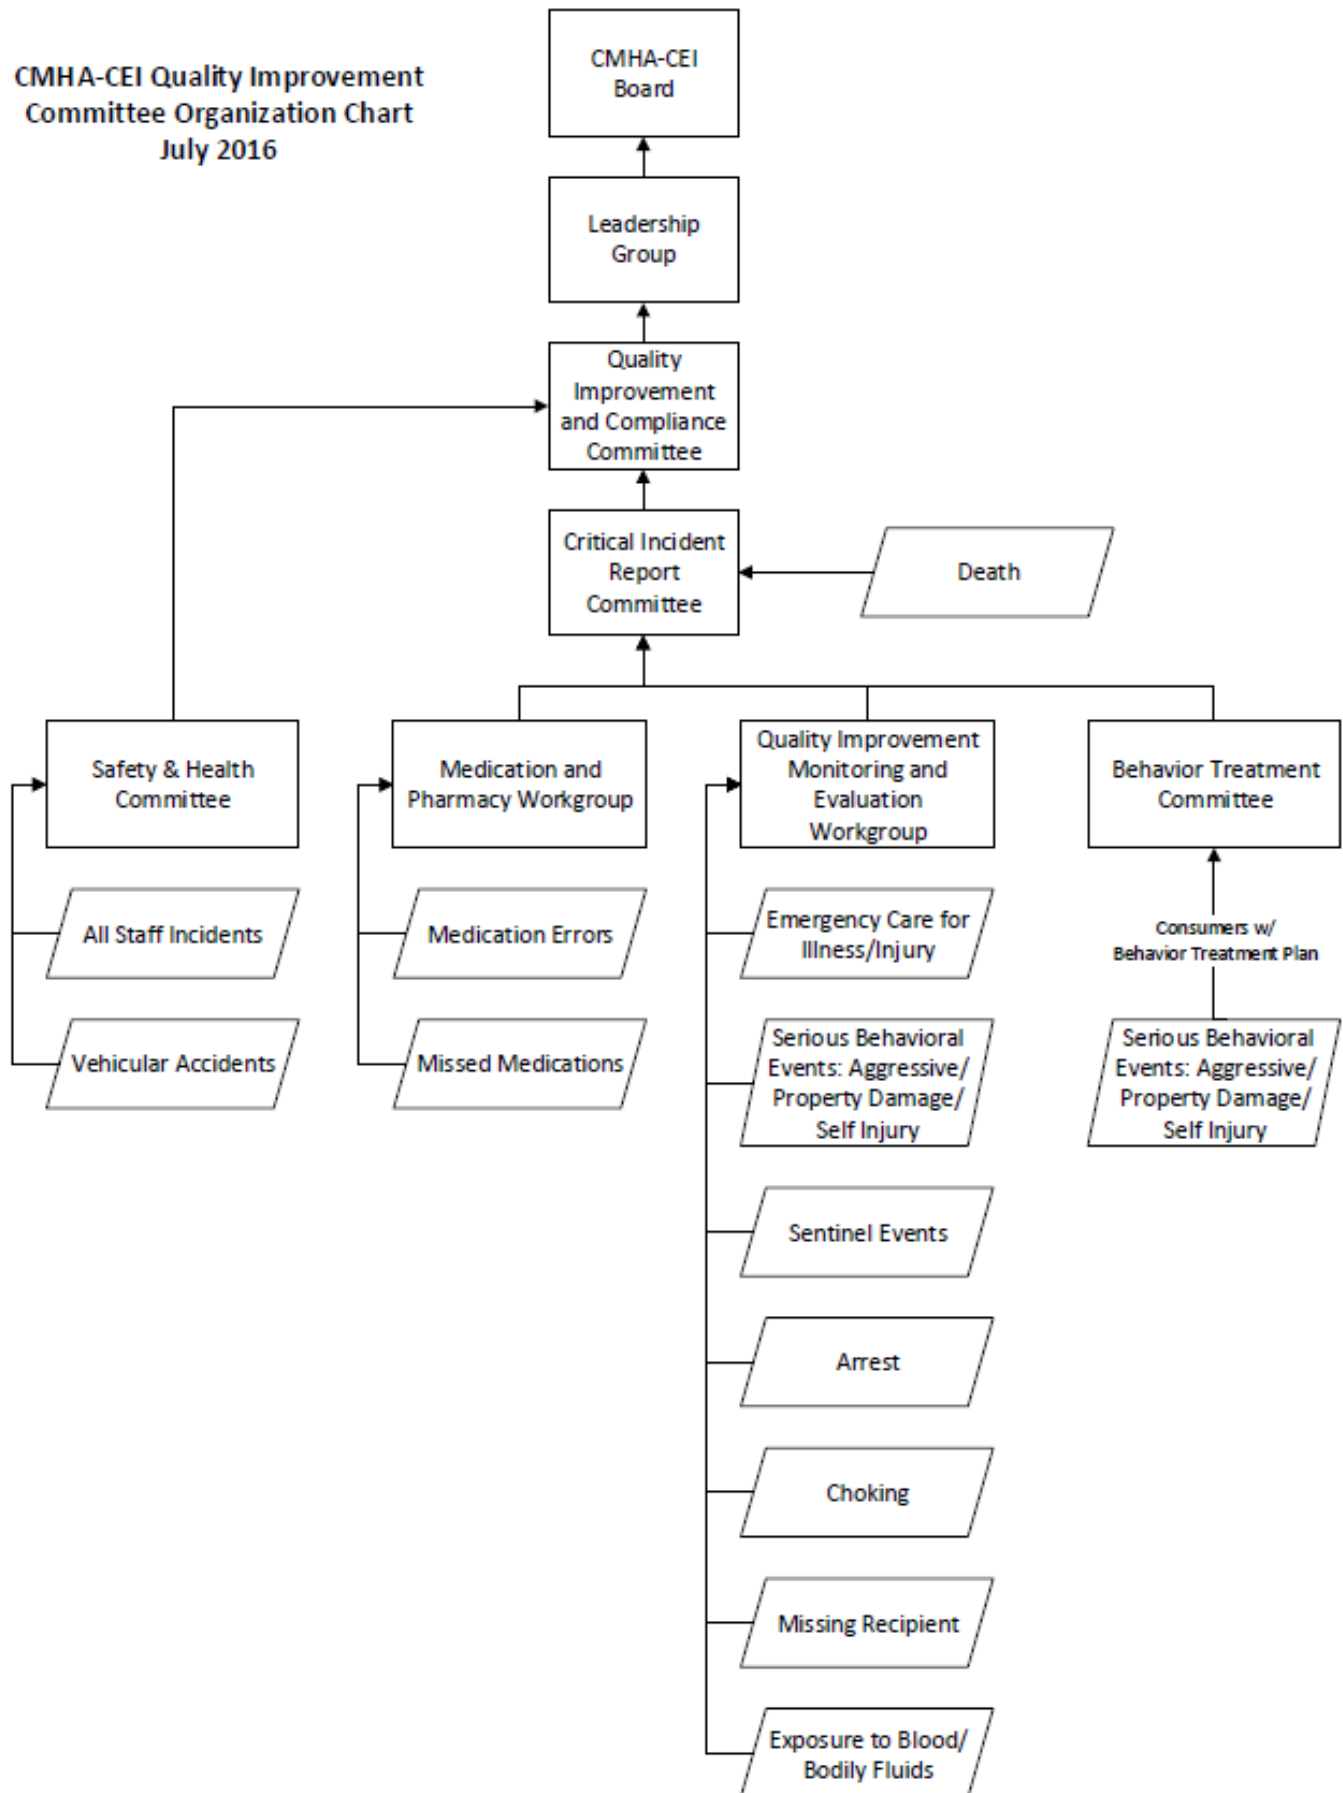 CMHA-CEI Quality Improvement
Committee Organization Chart
July 2016
CMHA-CEI
Board
Leadership
Group
Quality
Improvement
and Compliance
Committee
Critical Incident
Report
Committee
Death
Safety & Health
Committee
Medication and
Pharmacy Workgroup
Quality Improvement
Monitoring and
Evaluation
Workgroup
Behavior Treatment
Committee
All Staff Incidents
Medication Errors
Emergency Care for
Illness/Injury
Consumers w/
Behavior Treatment Plan
Vehicular Accidents
Missed Medications
Serious Behavioral
Events: Aggressive/
Property Damage/
Self Injury
Serious Behavioral
Events: Aggressive/
Property Damage/
Self Injury
Sentinel Events
Arrest
Choking
Missing Recipient
Exposure to Blood/
Bodily Fluids